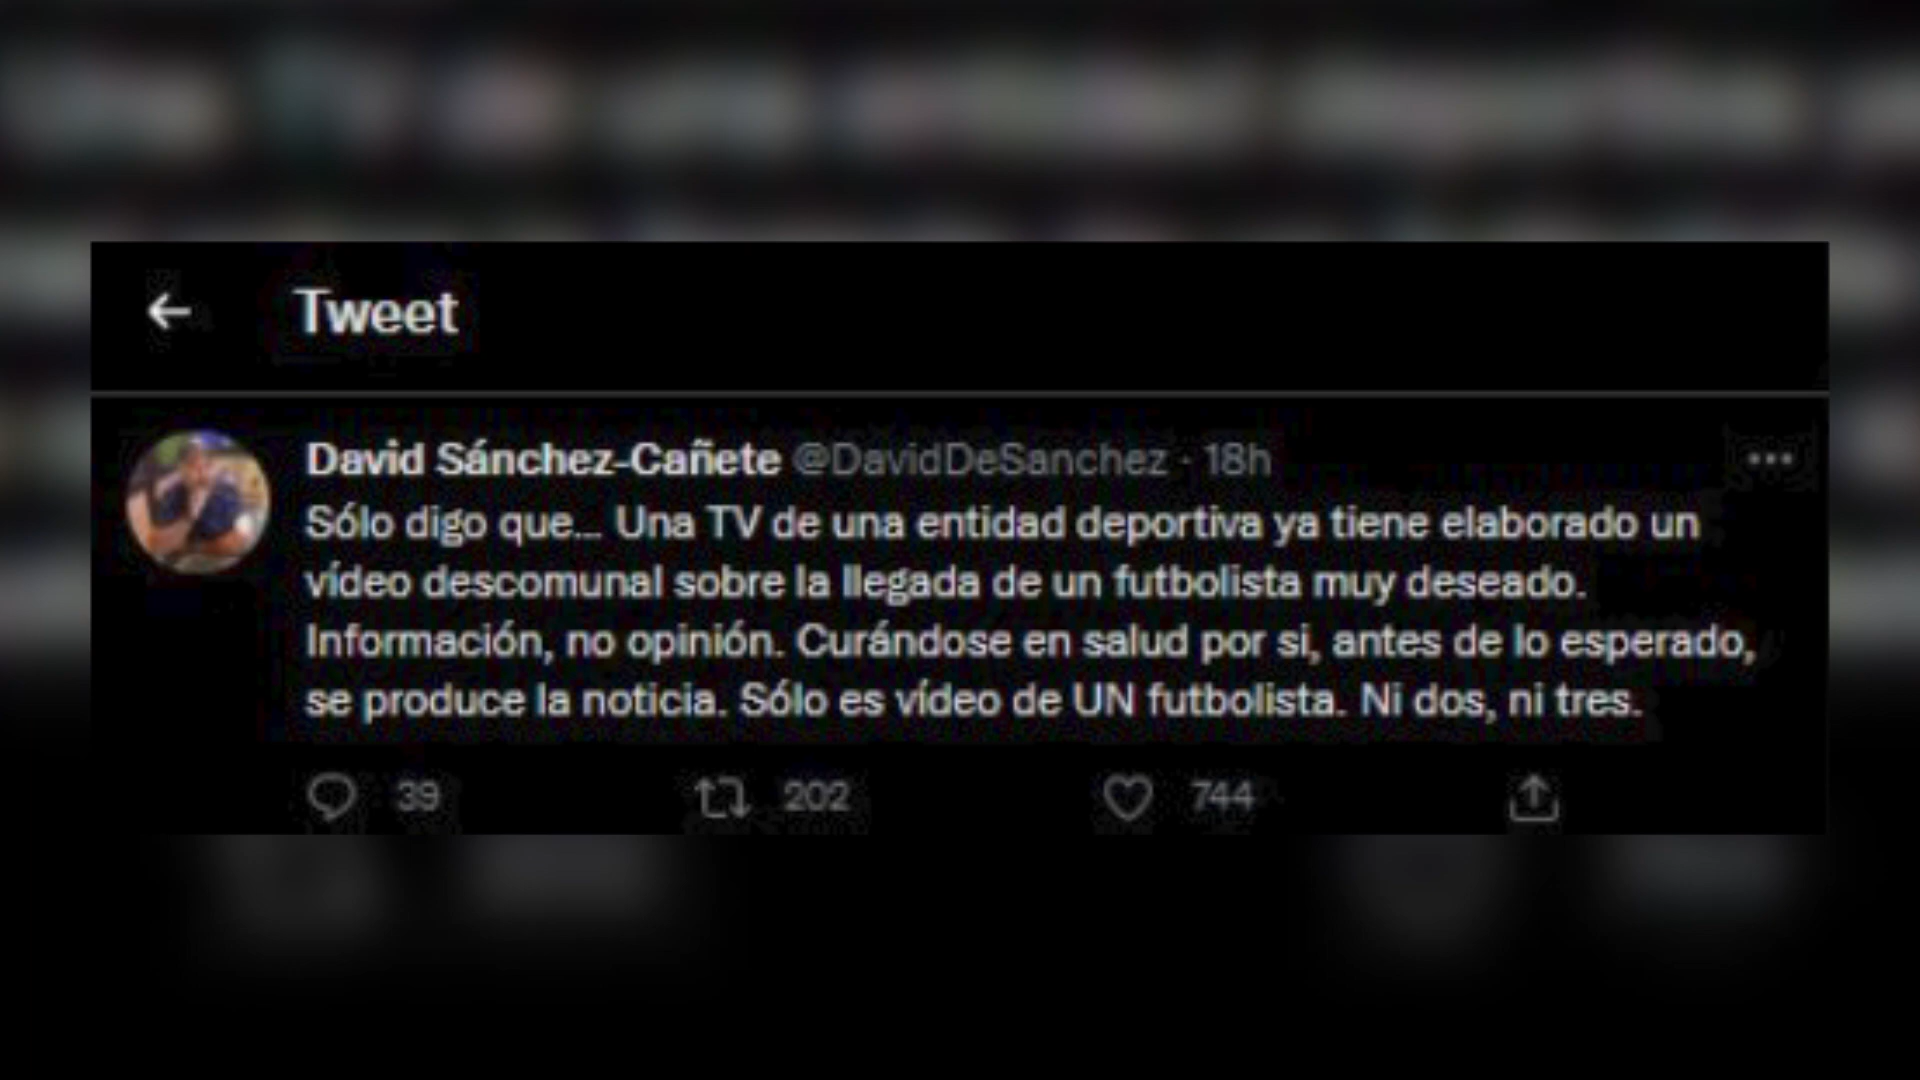 Tweet
David Sánchez-Cañete @DavidDeSanchez · 18h
Sólo digo que... Una TV de una entidad deportiva ya tiene elaborado un
vídeo descomunal sobre la llegada de un futbolista muy deseado.
Información, no opinión. Curándose en salud por si, antes de lo esperado,
se produce la noticia. Sólo es vídeo de UN futbolista. Ni dos, ni tres.
39 202 744